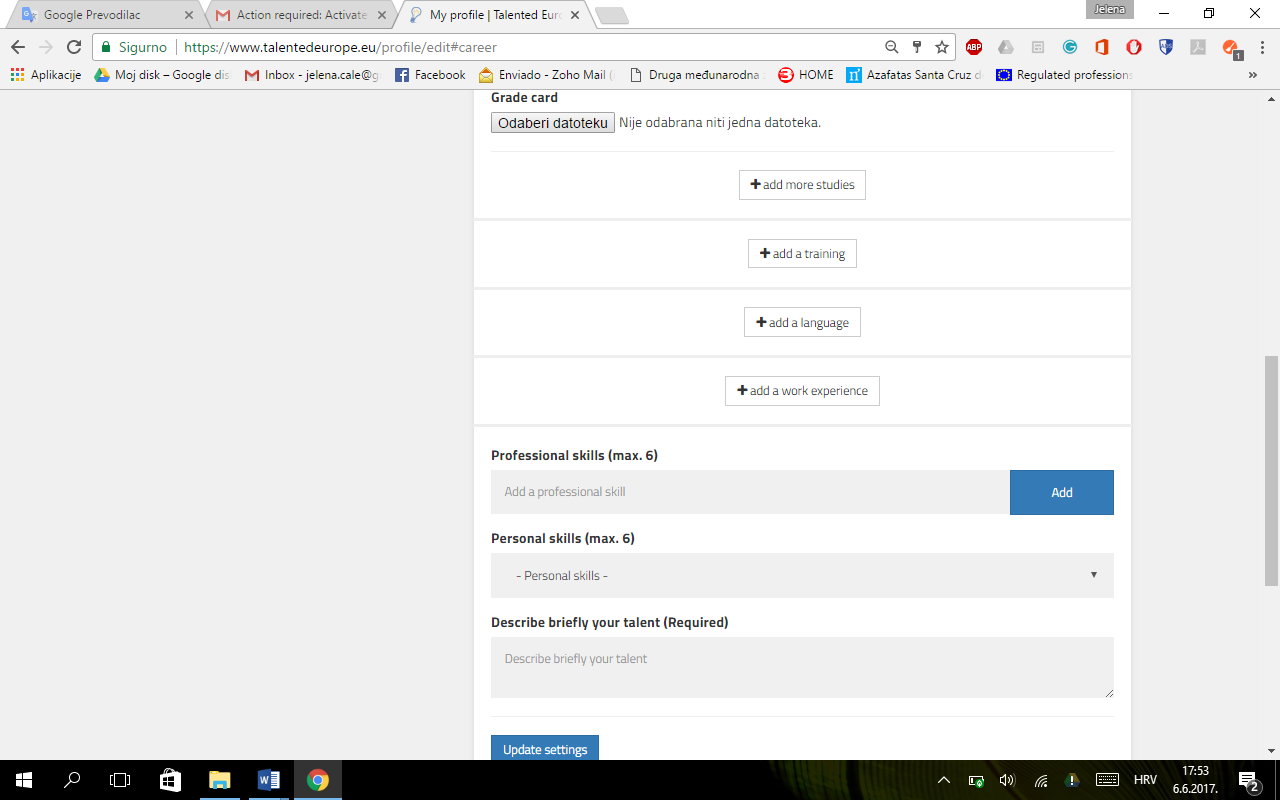 Google Prevodilac
Action required: Activate
My profile | Talented Euro
Jelena
Sigurno
https://www.talentedeurope.eu/profile/edit#career
ABP
1
Aplikacije
Moj disk – Google dis
Inbox - jelena.cale@g
Facebook
Enviado - Zoho Mail (
Druga međunarodna
HOME
Azafatas Santa Cruz d
Regulated professions
»
Grade card
Odaberi datoteku Nije odabrana niti jedna datoteka.
+ add more studies
+ add a training
+ add a language
+ add a work experience
Professional skills (max. 6)
Add a professional skill
Add
Personal skills (max. 6)
- Personal skills -
Describe briefly your talent (Required)
Describe briefly your talent
Update settings
HRV
17:53
6.6.2017.
2